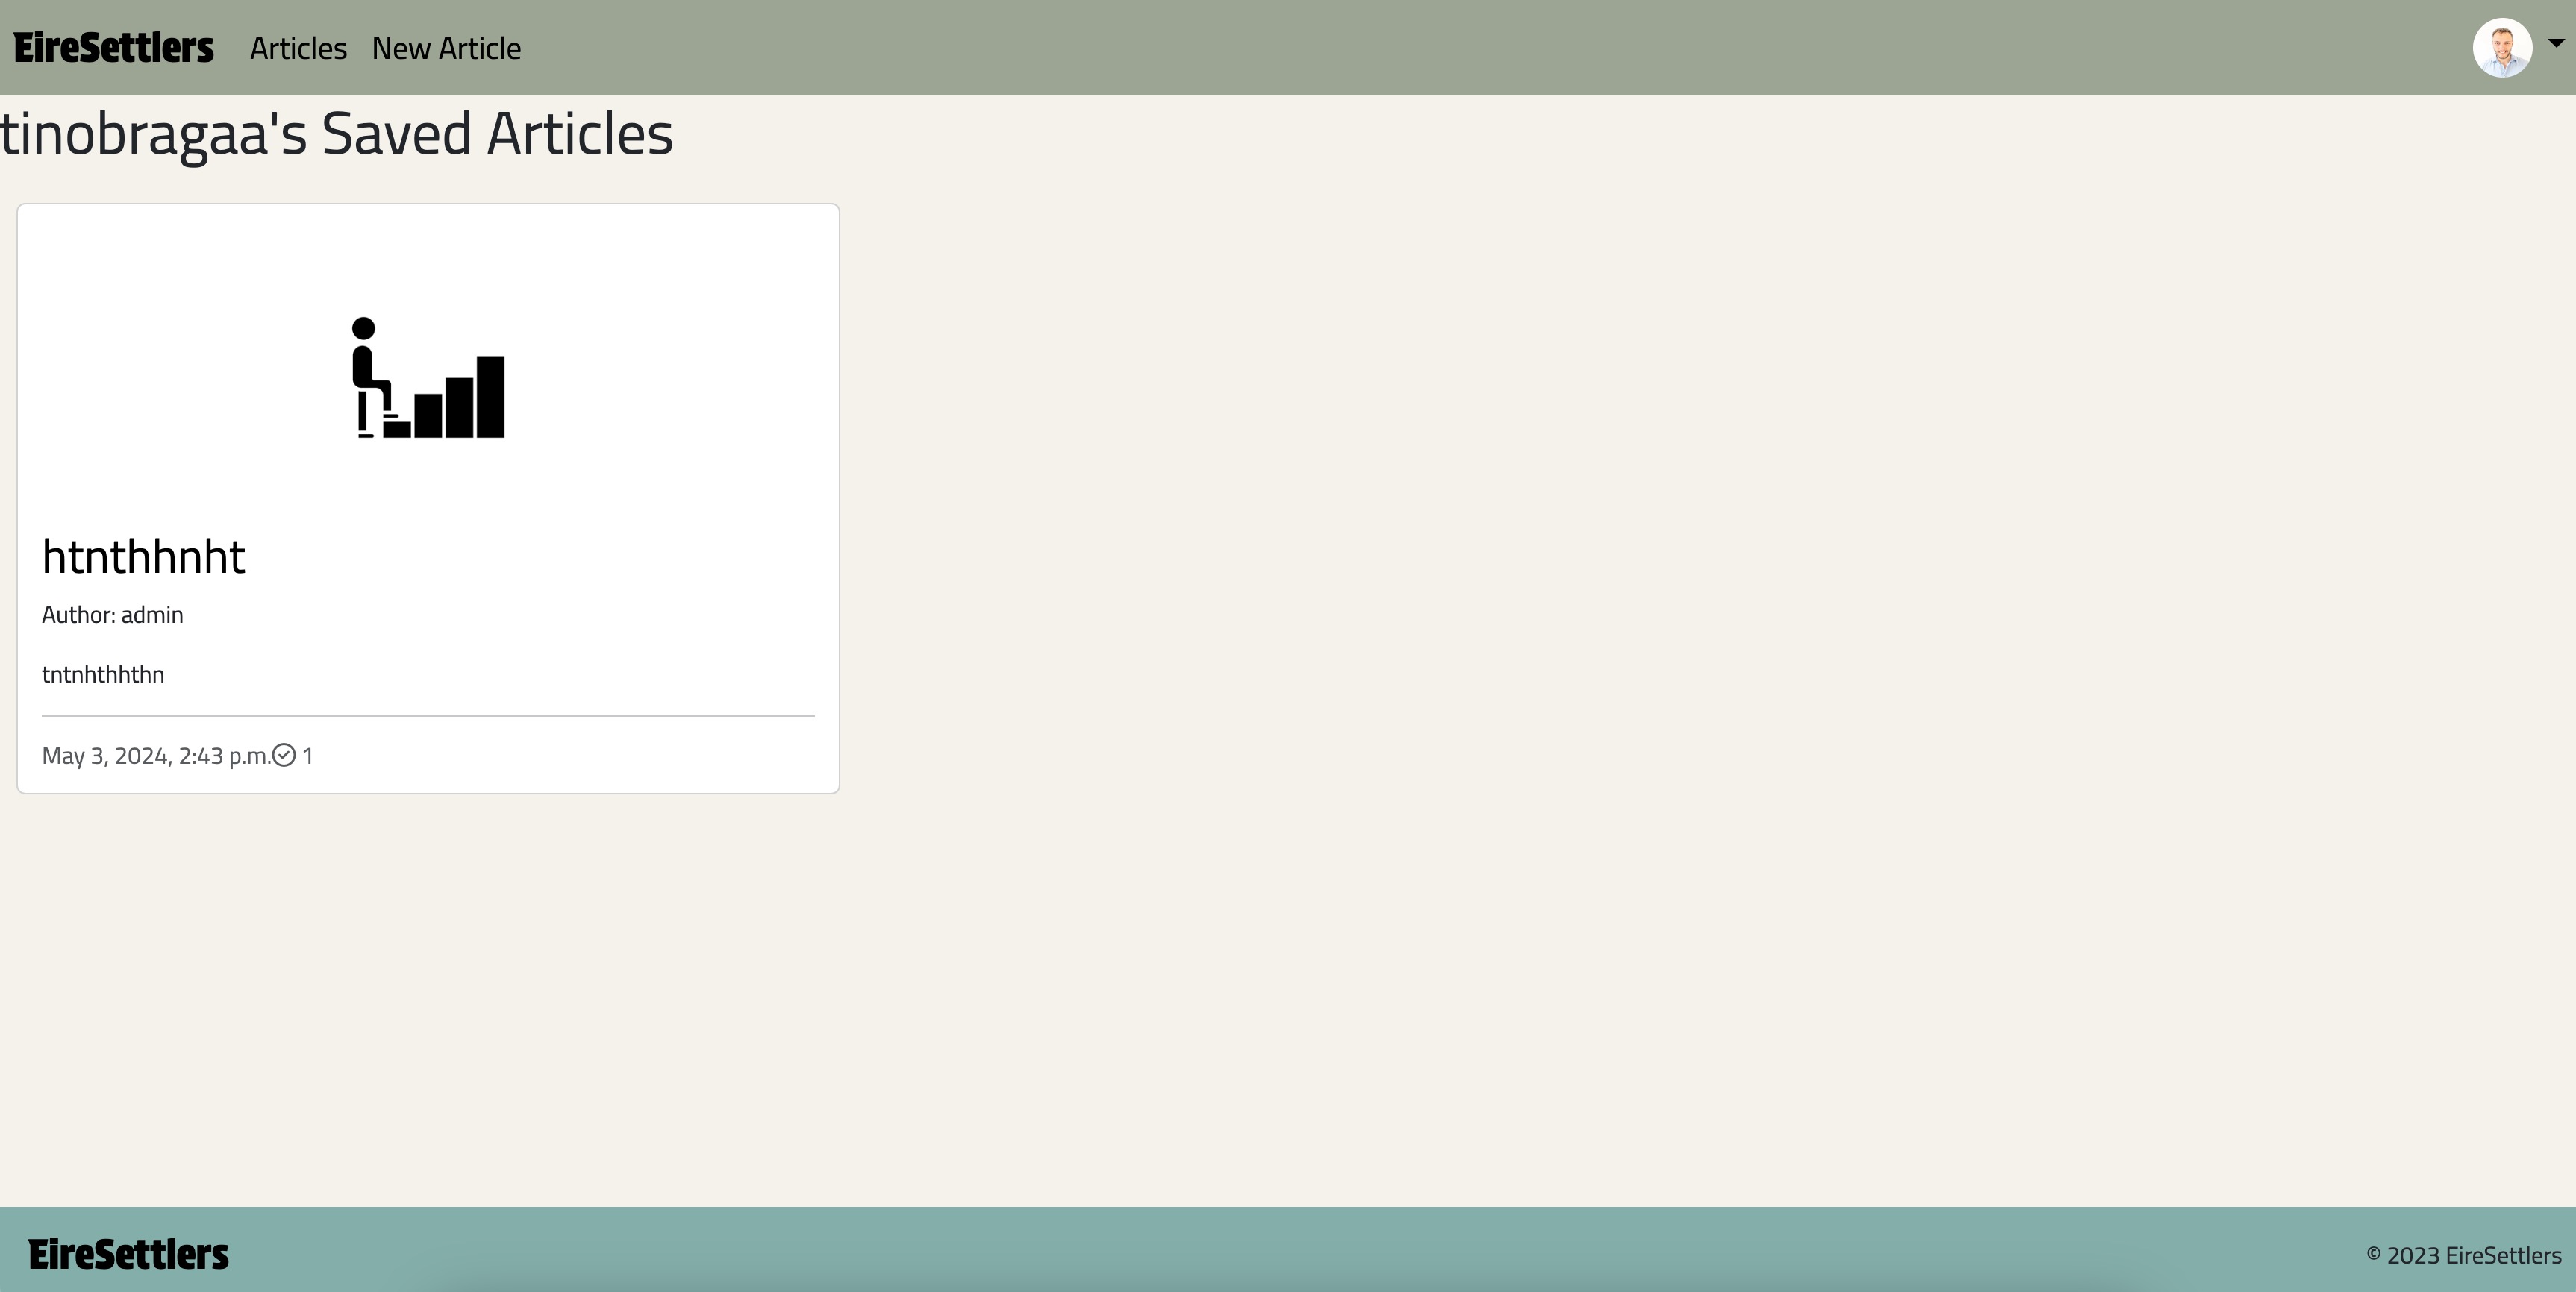 EireSettlers Articles New Article
tinobragaa's Saved Articles
htnthhnht
Author: admin
tntnhthhthn
May 3, 2024, 2:43 p.m. 1
EireSettlers © 2023 EireSettlers